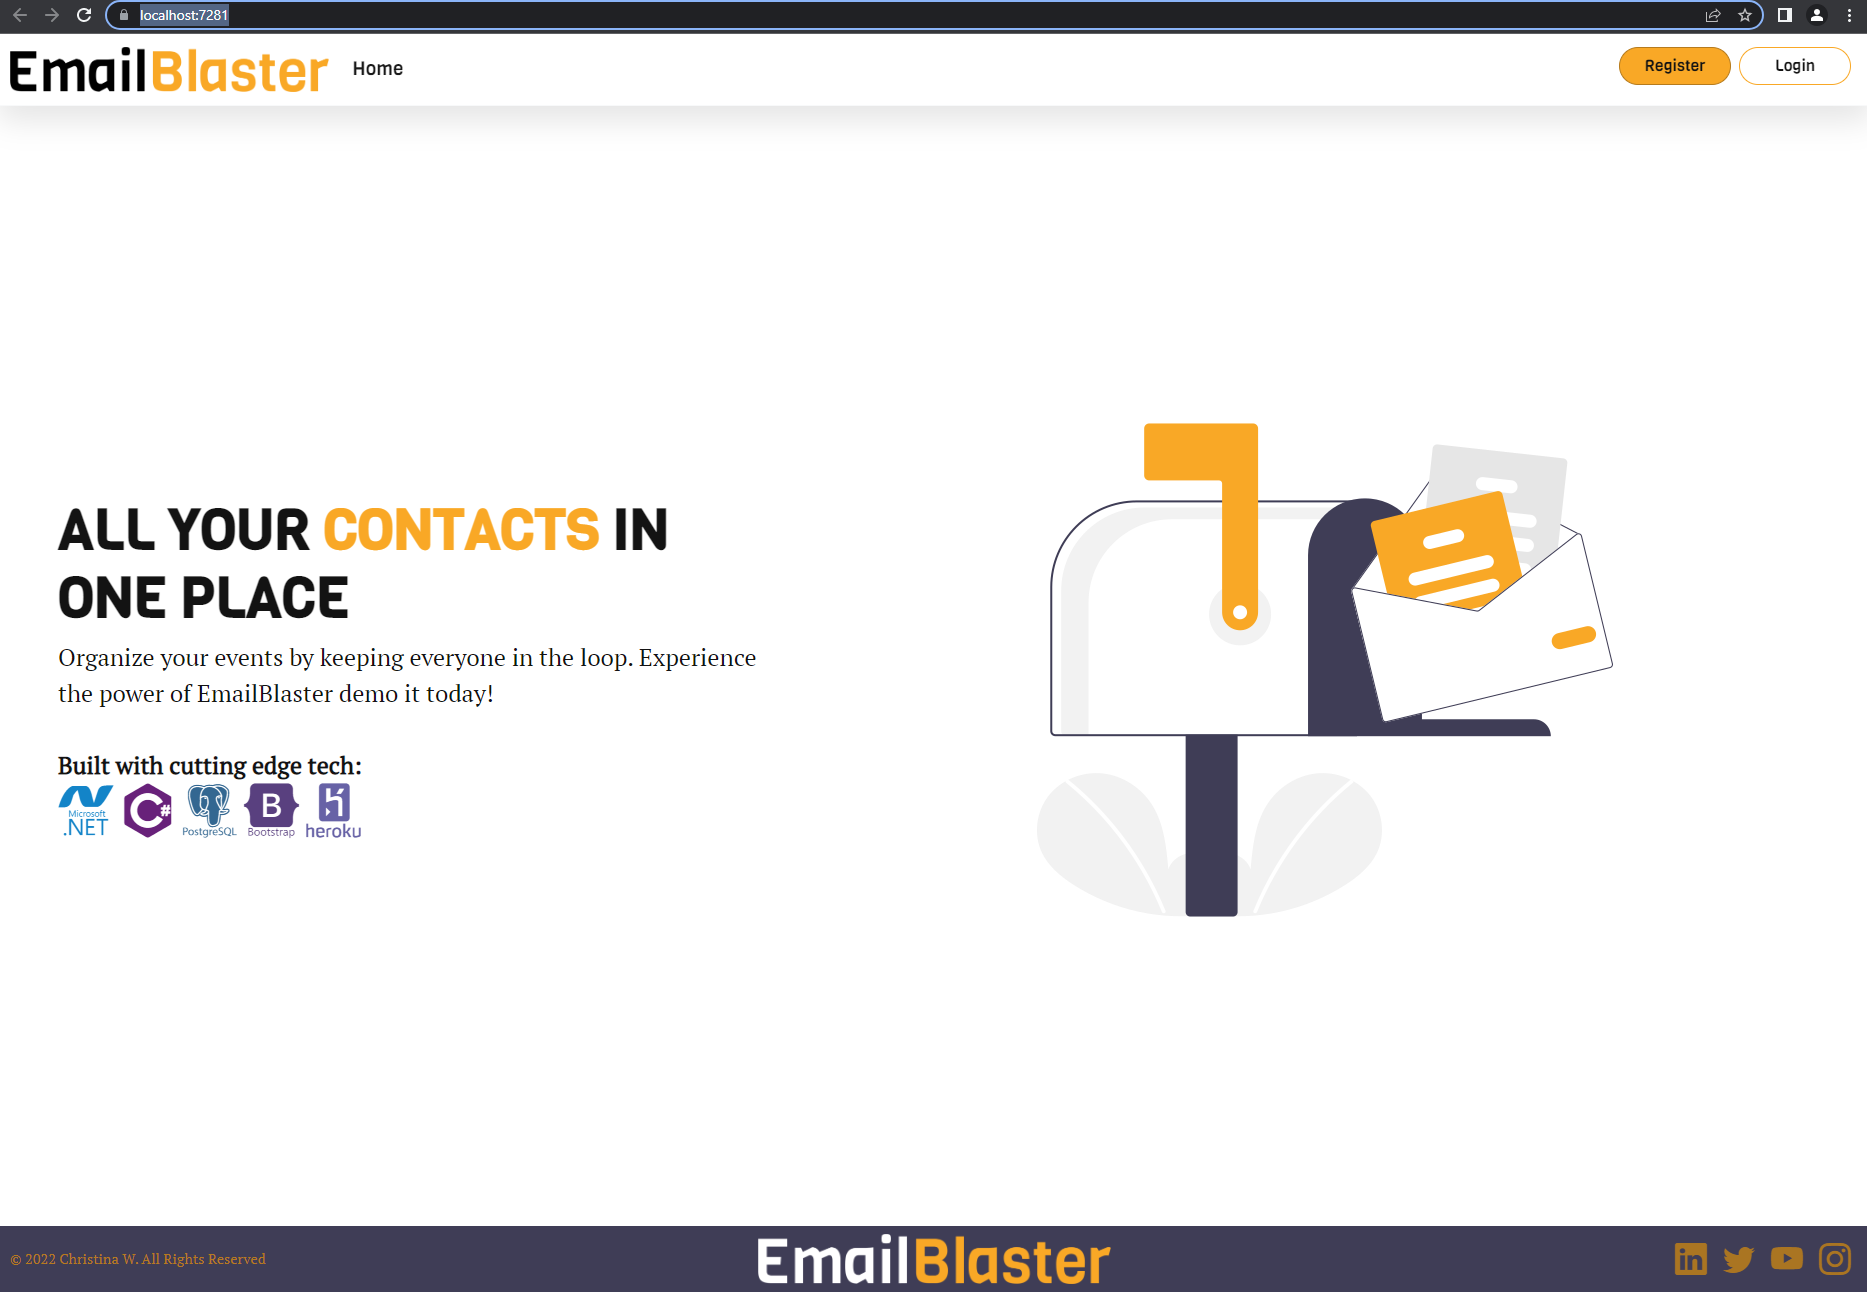 localhost:7281
EmailBlaster
Home
Register
Login
ALL YOUR CONTACTS IN
ONE PLACE
Organize your events by keeping everyone in the loop. Experience
the power of EmailBlaster demo it today!
Built with cutting edge tech:
Microsoft
.NET
C#
PostgreSQL
B
Bootstrap
heroku
© 2022 Christina W. All Rights Reserved
EmailBlaster
in